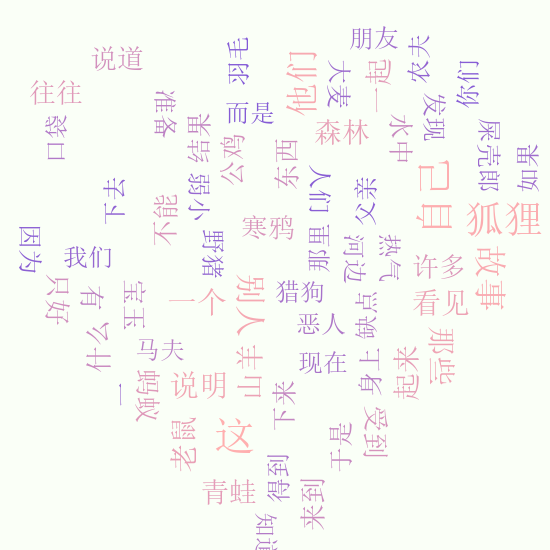 朋友
说道
羽毛
农夫
他们
大麦
一起
你们
往往
准备
而是
发现
森林
口袋
结果
公鸡
东西
水中
屎壳郎
如果
下去
弱小
人们
父亲
自己
不能
寒鸦
狐狸
因为
我们
野猪
那里
河边
热气
许多
故事
只好
有
什么
宝玉
一个
别人
猎狗
缺点
看见
恶人
马夫
山羊
现在
身上
起来
那些
一
蚂蚁
说明
下来
老鼠
这
于是
受到
青蛙
得到
来到
知道